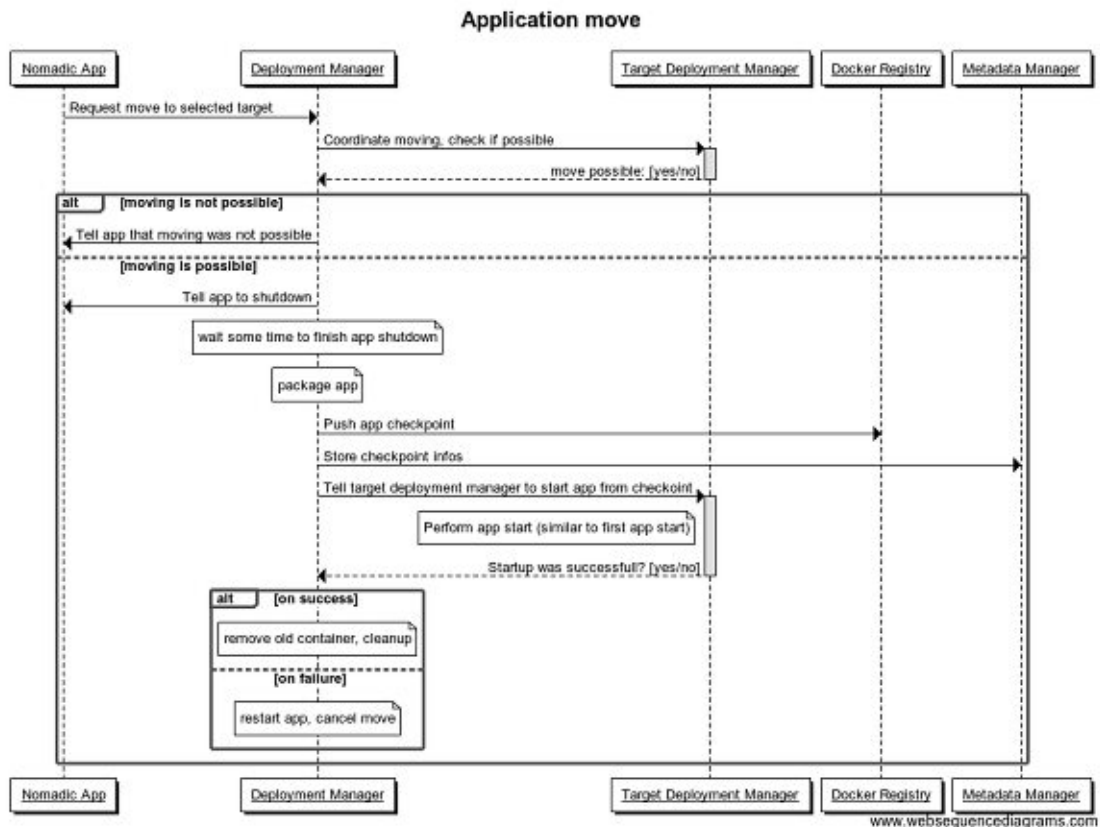 Application move
Nomadic App
Deployment Manager
Target Deployment Manager
Docker Registry
Metadata Manager
Request move to selected target
Coordinate moving, check if possible
move possible: [yes/no]
alt
[moving is not possible]
Tell app that moving was not possible
[moving is possible]
Tell app to shutdown
wait some time to finish app shutdown
package app
Push app checkpoint
Store checkpoint infos
Tell target deployment manager to start app from checkoint
Perform app start (similar to first app start)
Startup was successfull? [yes/no]
alt
[on success]
remove old container, cleanup
[on failure]
restart app, cancel move
Nomadic App
Deployment Manager
Target Deployment Manager
Docker Registry
Metadata Manager
www.websequencediagrams.com